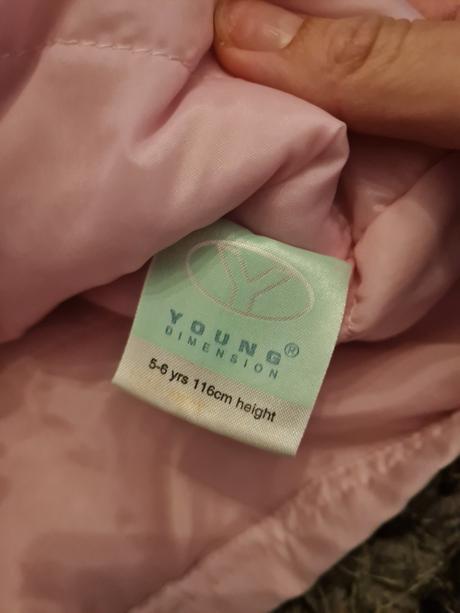 Y
YOUNG®
DIMENSION
5-6 yrs 116cm height